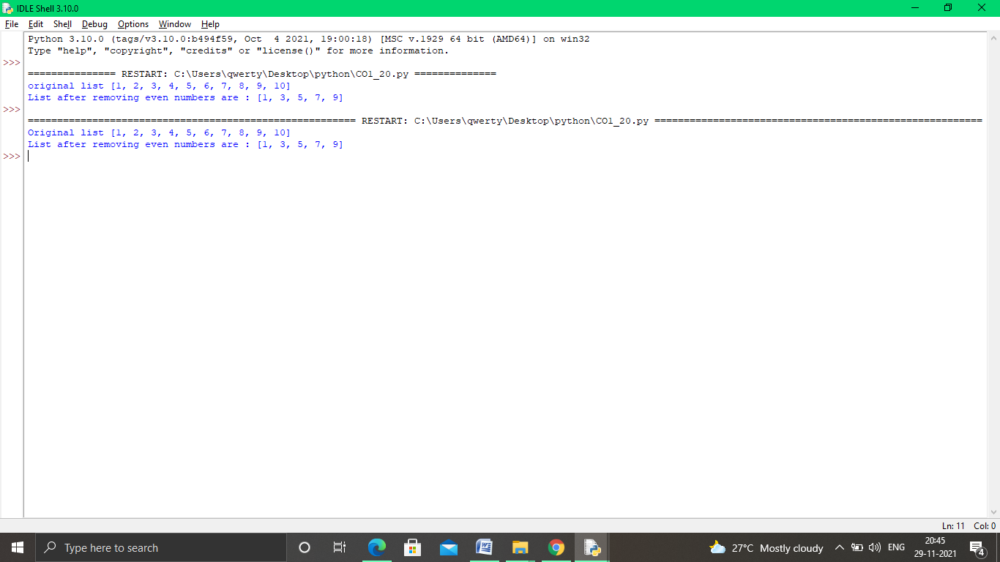 IDLE Shell 3.10.0
File Edit Shell Debug Options Window Help
Python 3.10.0 (tags/v3.10.0:b494f59, Oct  4 2021, 19:00:18) [MSC v.1929 64 bit (AMD64)] on win32
Type "help", "copyright", "credits" or "license()" for more information.
>>>
=============== RESTART: C:\Users\qwerty\Desktop\python\CO1_20.py ==============
original list [1, 2, 3, 4, 5, 6, 7, 8, 9, 10]
List after removing even numbers are : [1, 3, 5, 7, 9]
>>>
======================================================== RESTART: C:\Users\qwerty\Desktop\python\CO1_20.py ========================================================
Original list [1, 2, 3, 4, 5, 6, 7, 8, 9, 10]
List after removing even numbers are : [1, 3, 5, 7, 9]
>>>
Ln: 11 Col: 0
Type here to search
27°C Mostly cloudy
ENG
20:45
29-11-2021
4